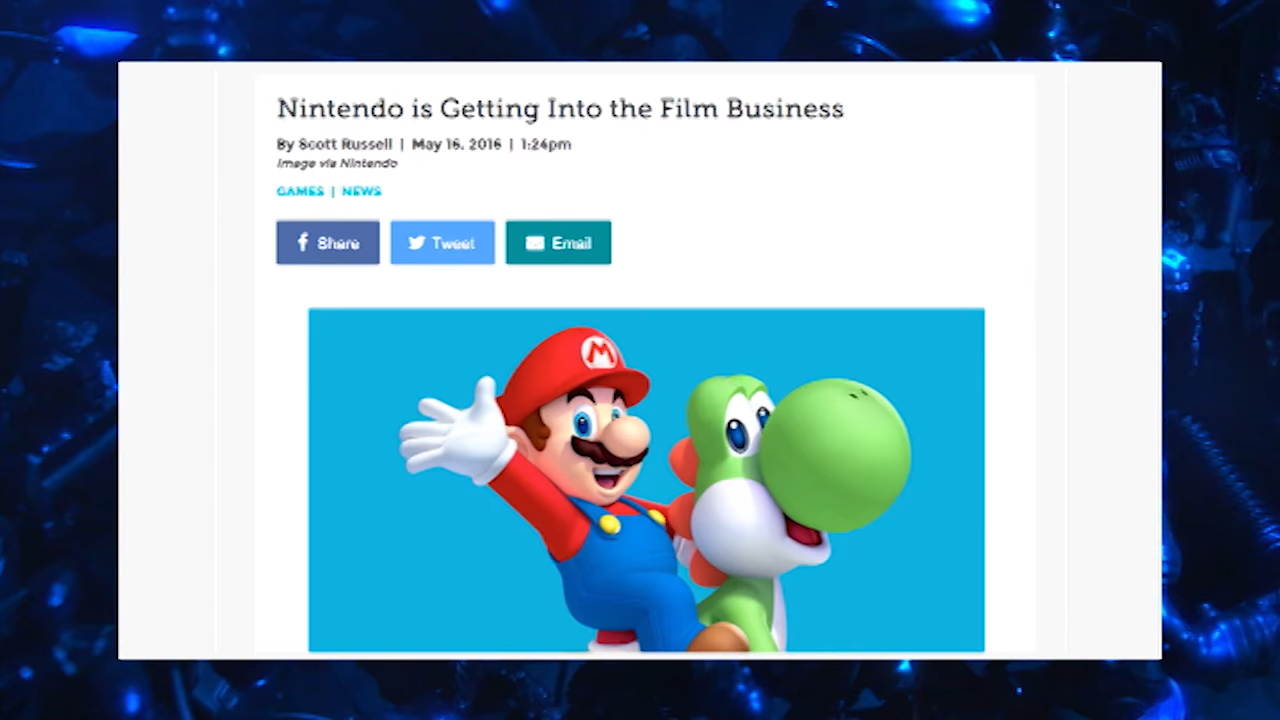 Nintendo is Getting Into the Film Business
By Scott Russell | May 16, 2016 | 1:24pm
Image via Nintendo
GAMES | NEWS
Share Tweet Email
M